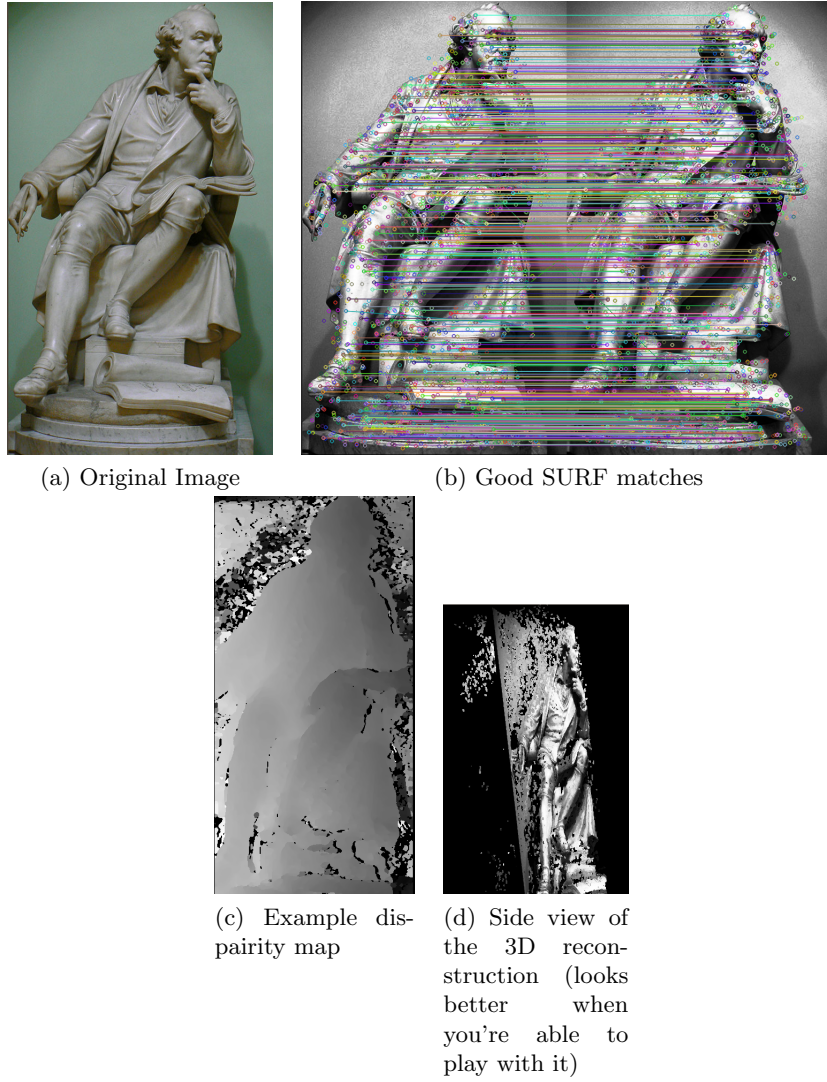 (a) Original Image
(b) Good SURF matches
(c) Example dis-
pairity map
(d) Side view of
the 3D recon-
struction (looks
better when
you're able to
play with it)